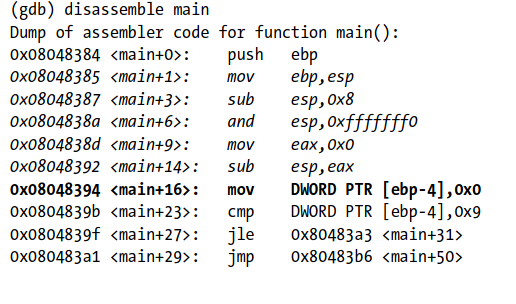 (gdb) disassemble main
Dump of assembler code for function main():
0x08048384 <main+0>: push ebp
0x08048385 <main+1>: mov ebp,esp
0x08048387 <main+3>: sub esp,0x8
0x0804838a <main+6>: and esp,0xfffffff0
0x0804838d <main+9>: mov eax,0x0
0x08048392 <main+14>: sub esp,eax
0x08048394 <main+16>: mov DWORD PTR [ebp-4],0x0
0x0804839b <main+23>: cmp DWORD PTR [ebp-4],0x9
0x0804839f <main+27>: jle 0x80483a3 <main+31>
0x080483a1 <main+29>: jmp 0x80483b6 <main+50>